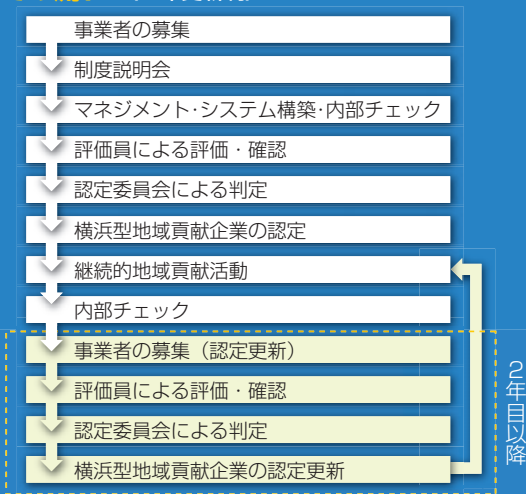 事業者の募集
制度説明会
マネジメント・システム構築・内部チェック
評価員による評価・確認
認定委員会による判定
横浜型地域貢献企業の認定
継続的地域貢献活動
内部チェック
事業者の募集（認定更新）
評価員による評価・確認
認定委員会による判定
横浜型地域貢献企業の認定更新
2年目以降